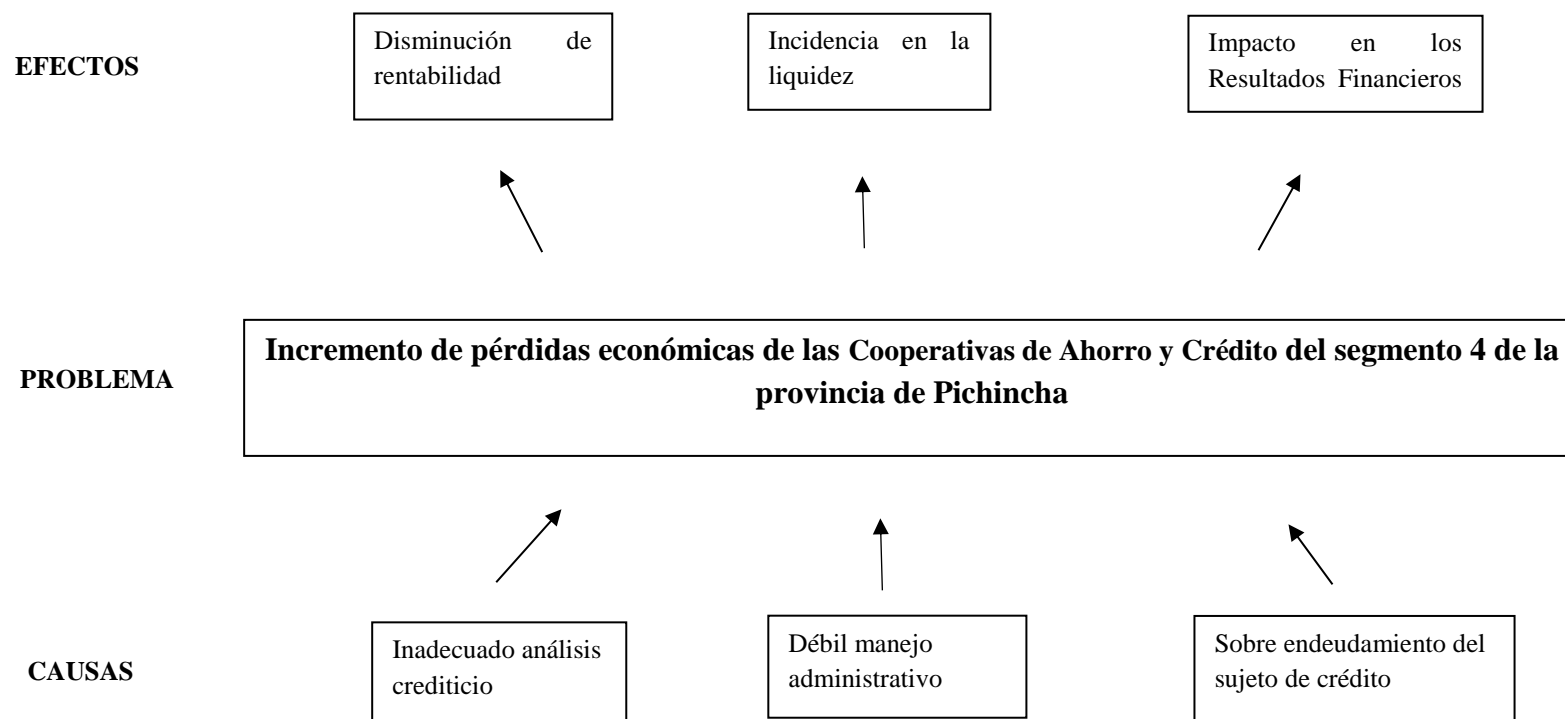 EFECTOS
Disminución de
rentabilidad
Incidencia en la
liquidez
Impacto en los
Resultados Financieros
PROBLEMA
Incremento de pérdidas económicas de las Cooperativas de Ahorro y Crédito del segmento 4 de la
provincia de Pichincha
CAUSAS
Inadecuado análisis
crediticio
Débil manejo
administrativo
Sobre endeudamiento del
sujeto de crédito